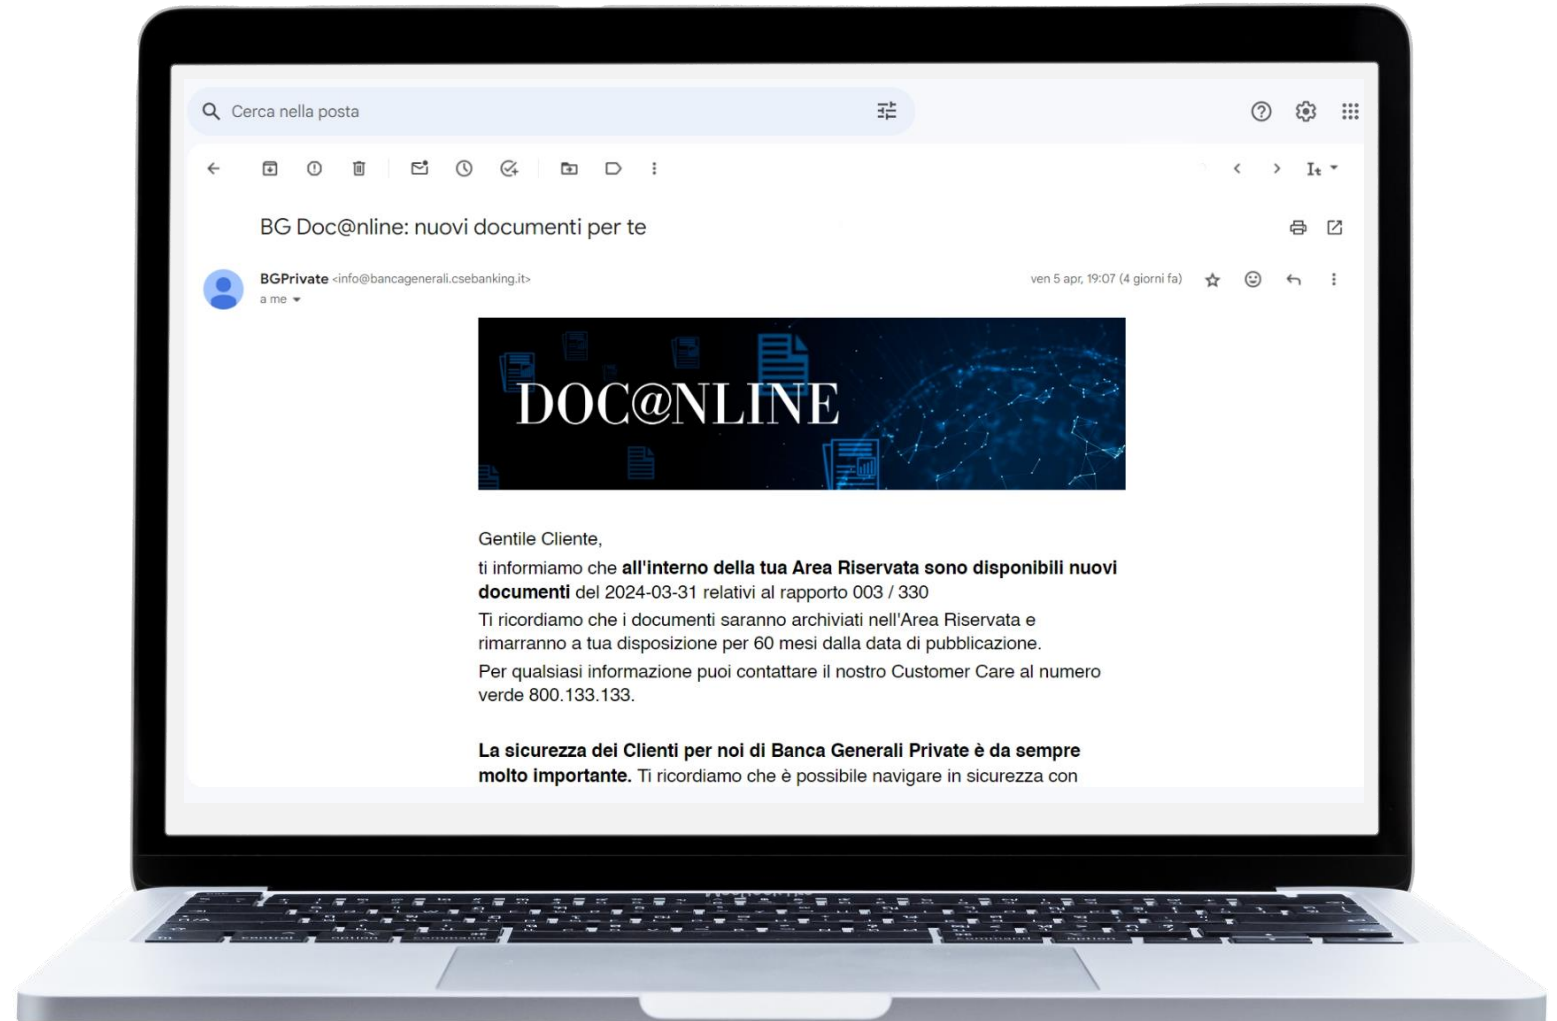 Cerca nella posta
BG Doc@nline: nuovi documenti per te
BGPrivate <info@bancagenerali.csebanking.it>
ven 5 apr, 19:07 (4 giorni fa)
a me
DOC@NLINE
Gentile Cliente,
ti informiamo che all'interno della tua Area Riservata sono disponibili nuovi
documenti del 2024-03-31 relativi al rapporto 003 / 330
Ti ricordiamo che i documenti saranno archiviati nell'Area Riservata e
rimarranno a tua disposizione per 60 mesi dalla data di pubblicazione.
Per qualsiasi informazione puoi contattare il nostro Customer Care al numero
verde 800.133.133.
La sicurezza dei Clienti per noi di Banca Generali Private è da sempre
molto importante. Ti ricordiamo che è possibile navigare in sicurezza con
control option command command option